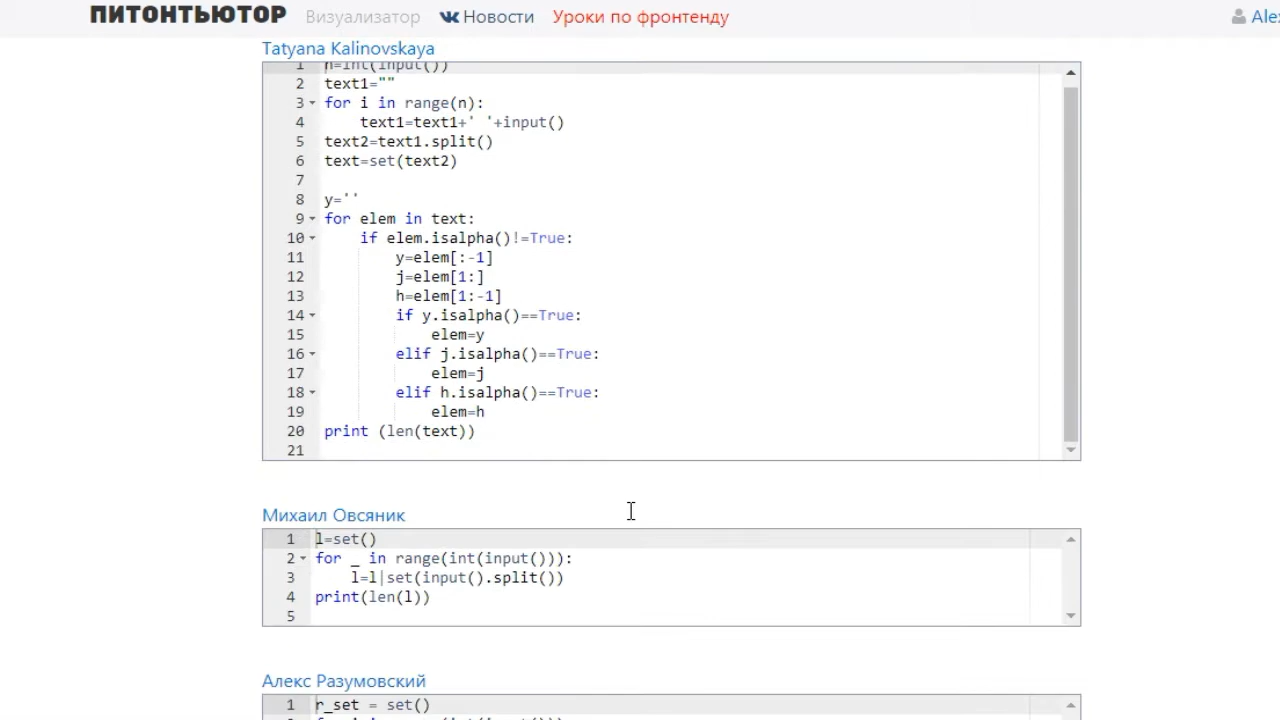 ПИТОНТЬЮТОР Визуализатор Новости Уроки по фронтенду Alex
Tatyana Kalinovskaya
1 n=int(input())
2 text1=""
3 for i in range(n):
4 text1=text1+' '+input()
5 text2=text1.split()
6 text=set(text2)
7
8 y=''
9 for elem in text:
10 if elem.isalpha()!=True:
11 y=elem[:-1]
12 j=elem[1:]
13 h=elem[1:-1]
14 if y.isalpha()==True:
15 elem=y
16 elif j.isalpha()==True:
17 elem=j
18 elif h.isalpha()==True:
19 elem=h
20 print (len(text))
21
Михаил Овсяник
1 l=set()
2 for _ in range(int(input())):
3 l=l|set(input().split())
4 print(len(l))
5
Алекс Разумовский
1 r_set = set()